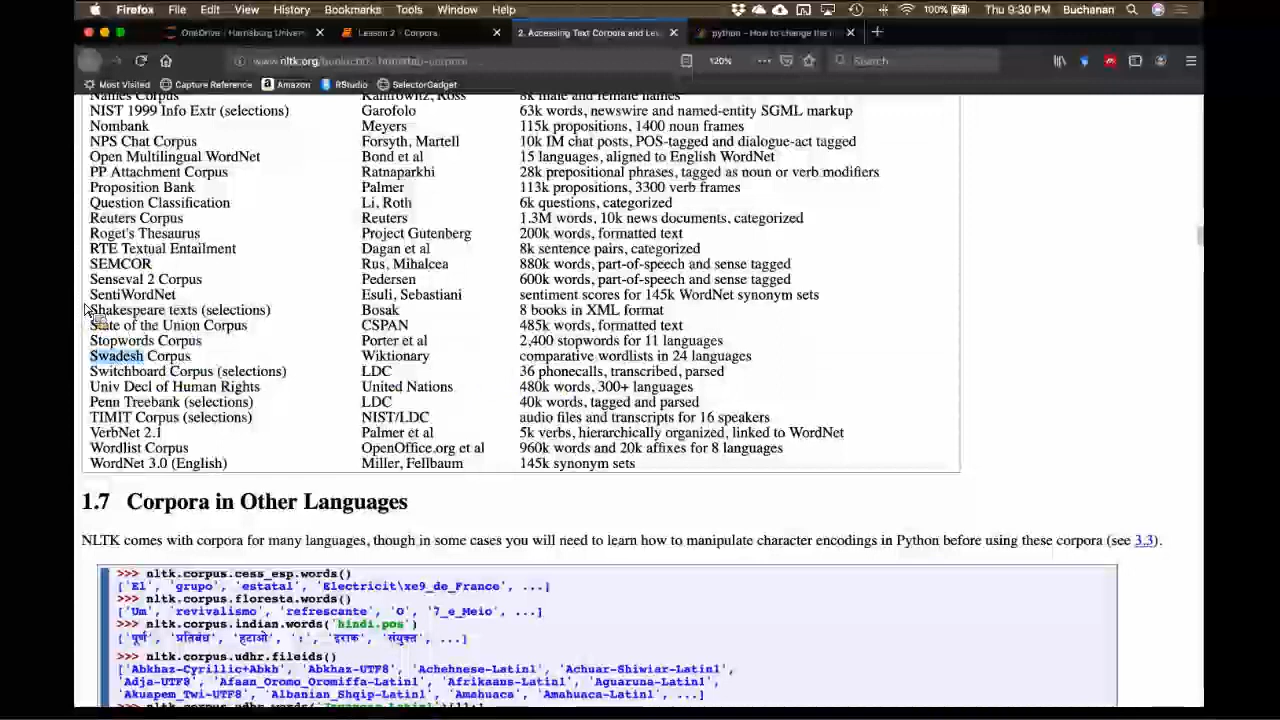 Firefox File Edit View History Bookmarks Tools Window Help 100% Thu 9:30 PM Buchanan
OneDrive - Harrisburg Univer Lesson 2 - Corpora 2. Accessing Text Corpora and Le python - How to change the
www.nltk.org 120% Search
Most Visited Capture Reference Amazon RStudio SelectorGadget
Names Corpus Kantrowitz, Ross 8k male and female names
NIST 1999 Info Extr (selections) Garofolo 63k words, newswire and named-entity SGML markup
Nombank Meyers 115k propositions, 1400 noun frames
NPS Chat Corpus Forsyth, Martell 10k IM chat posts, POS-tagged and dialogue-act tagged
Open Multilingual WordNet Bond et al 15 languages, aligned to English WordNet
PP Attachment Corpus Ratnaparkhi 28k prepositional phrases, tagged as noun or verb modifiers
Proposition Bank Palmer 113k propositions, 3300 verb frames
Question Classification Li, Roth 6k questions, categorized
Reuters Corpus Reuters 1.3M words, 10k news documents, categorized
Roget's Thesaurus Project Gutenberg 200k words, formatted text
RTE Textual Entailment Dagan et al 8k sentence pairs, categorized
SEMCOR Rus, Mihalcea 880k words, part-of-speech and sense tagged
Senseval 2 Corpus Pedersen 600k words, part-of-speech and sense tagged
SentiWordNet Esuli, Sebastiani sentiment scores for 145k WordNet synonym sets
Shakespeare texts (selections) Bosak 8 books in XML format
State of the Union Corpus CSPAN 485k words, formatted text
Stopwords Corpus Porter et al 2,400 stopwords for 11 languages
Swadesh Corpus Wiktionary comparative wordlists in 24 languages
Switchboard Corpus (selections) LDC 36 phonecalls, transcribed, parsed
Univ Decl of Human Rights United Nations 480k words, 300+ languages
Penn Treebank (selections) LDC 40k words, tagged and parsed
TIMIT Corpus (selections) NIST/LDC audio files and transcripts for 16 speakers
VerbNet 2.1 Palmer et al 5k verbs, hierarchically organized, linked to WordNet
Wordlist Corpus OpenOffice.org et al 960k words and 20k affixes for 8 languages
WordNet 3.0 (English) Miller, Fellbaum 145k synonym sets
1.7 Corpora in Other Languages
NLTK comes with corpora for many languages, though in some cases you will need to learn how to manipulate character encodings in Python before using these corpora (see 3.3).
>>> nltk.corpus.cess_esp.words()
['El', 'grupo', 'estatal', 'Electricit\xe9_de_France', ...]
>>> nltk.corpus.floresta.words()
['Um', 'revivalismo', 'refrescante', 'O', '7_e_Meio', ...]
>>> nltk.corpus.indian.words('hindi.pos')
['पूर्ण', 'प्रतिबंध', 'हटाओ', ':', 'इराक', 'संयुक्त', ...]
>>> nltk.corpus.udhr.fileids()
['Abkhaz-Cyrillic+Abkh', 'Abkhaz-UTF8', 'Achehnese-Latin1', 'Achuar-Shiwiar-Latin1',
'Adja-UTF8', 'Afaan_Oromo_Oromiffa-Latin1', 'Afrikaans-Latin1', 'Aguaruna-Latin1',
'Akuapem_Twi-UTF8', 'Albanian_Shqip-Latin1', 'Amahuaca', 'Amahuaca-Latin1', ...]